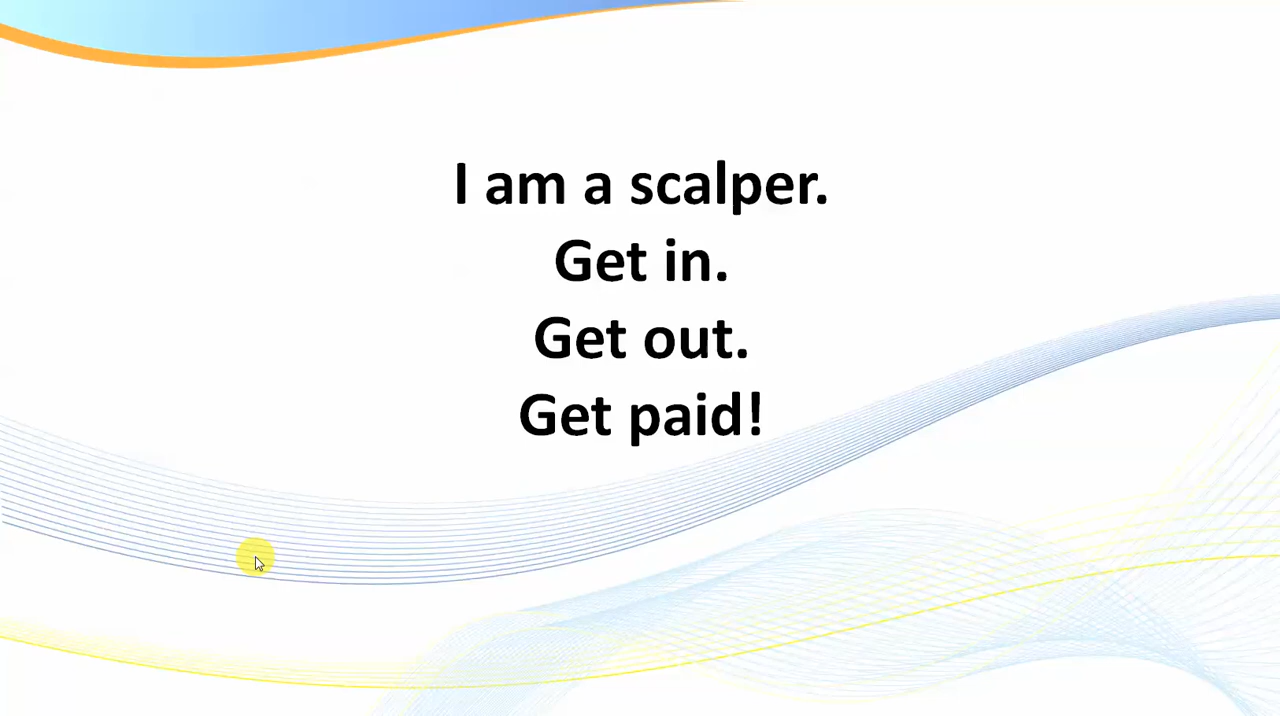 I am a scalper.
Get in.
Get out.
Get paid!